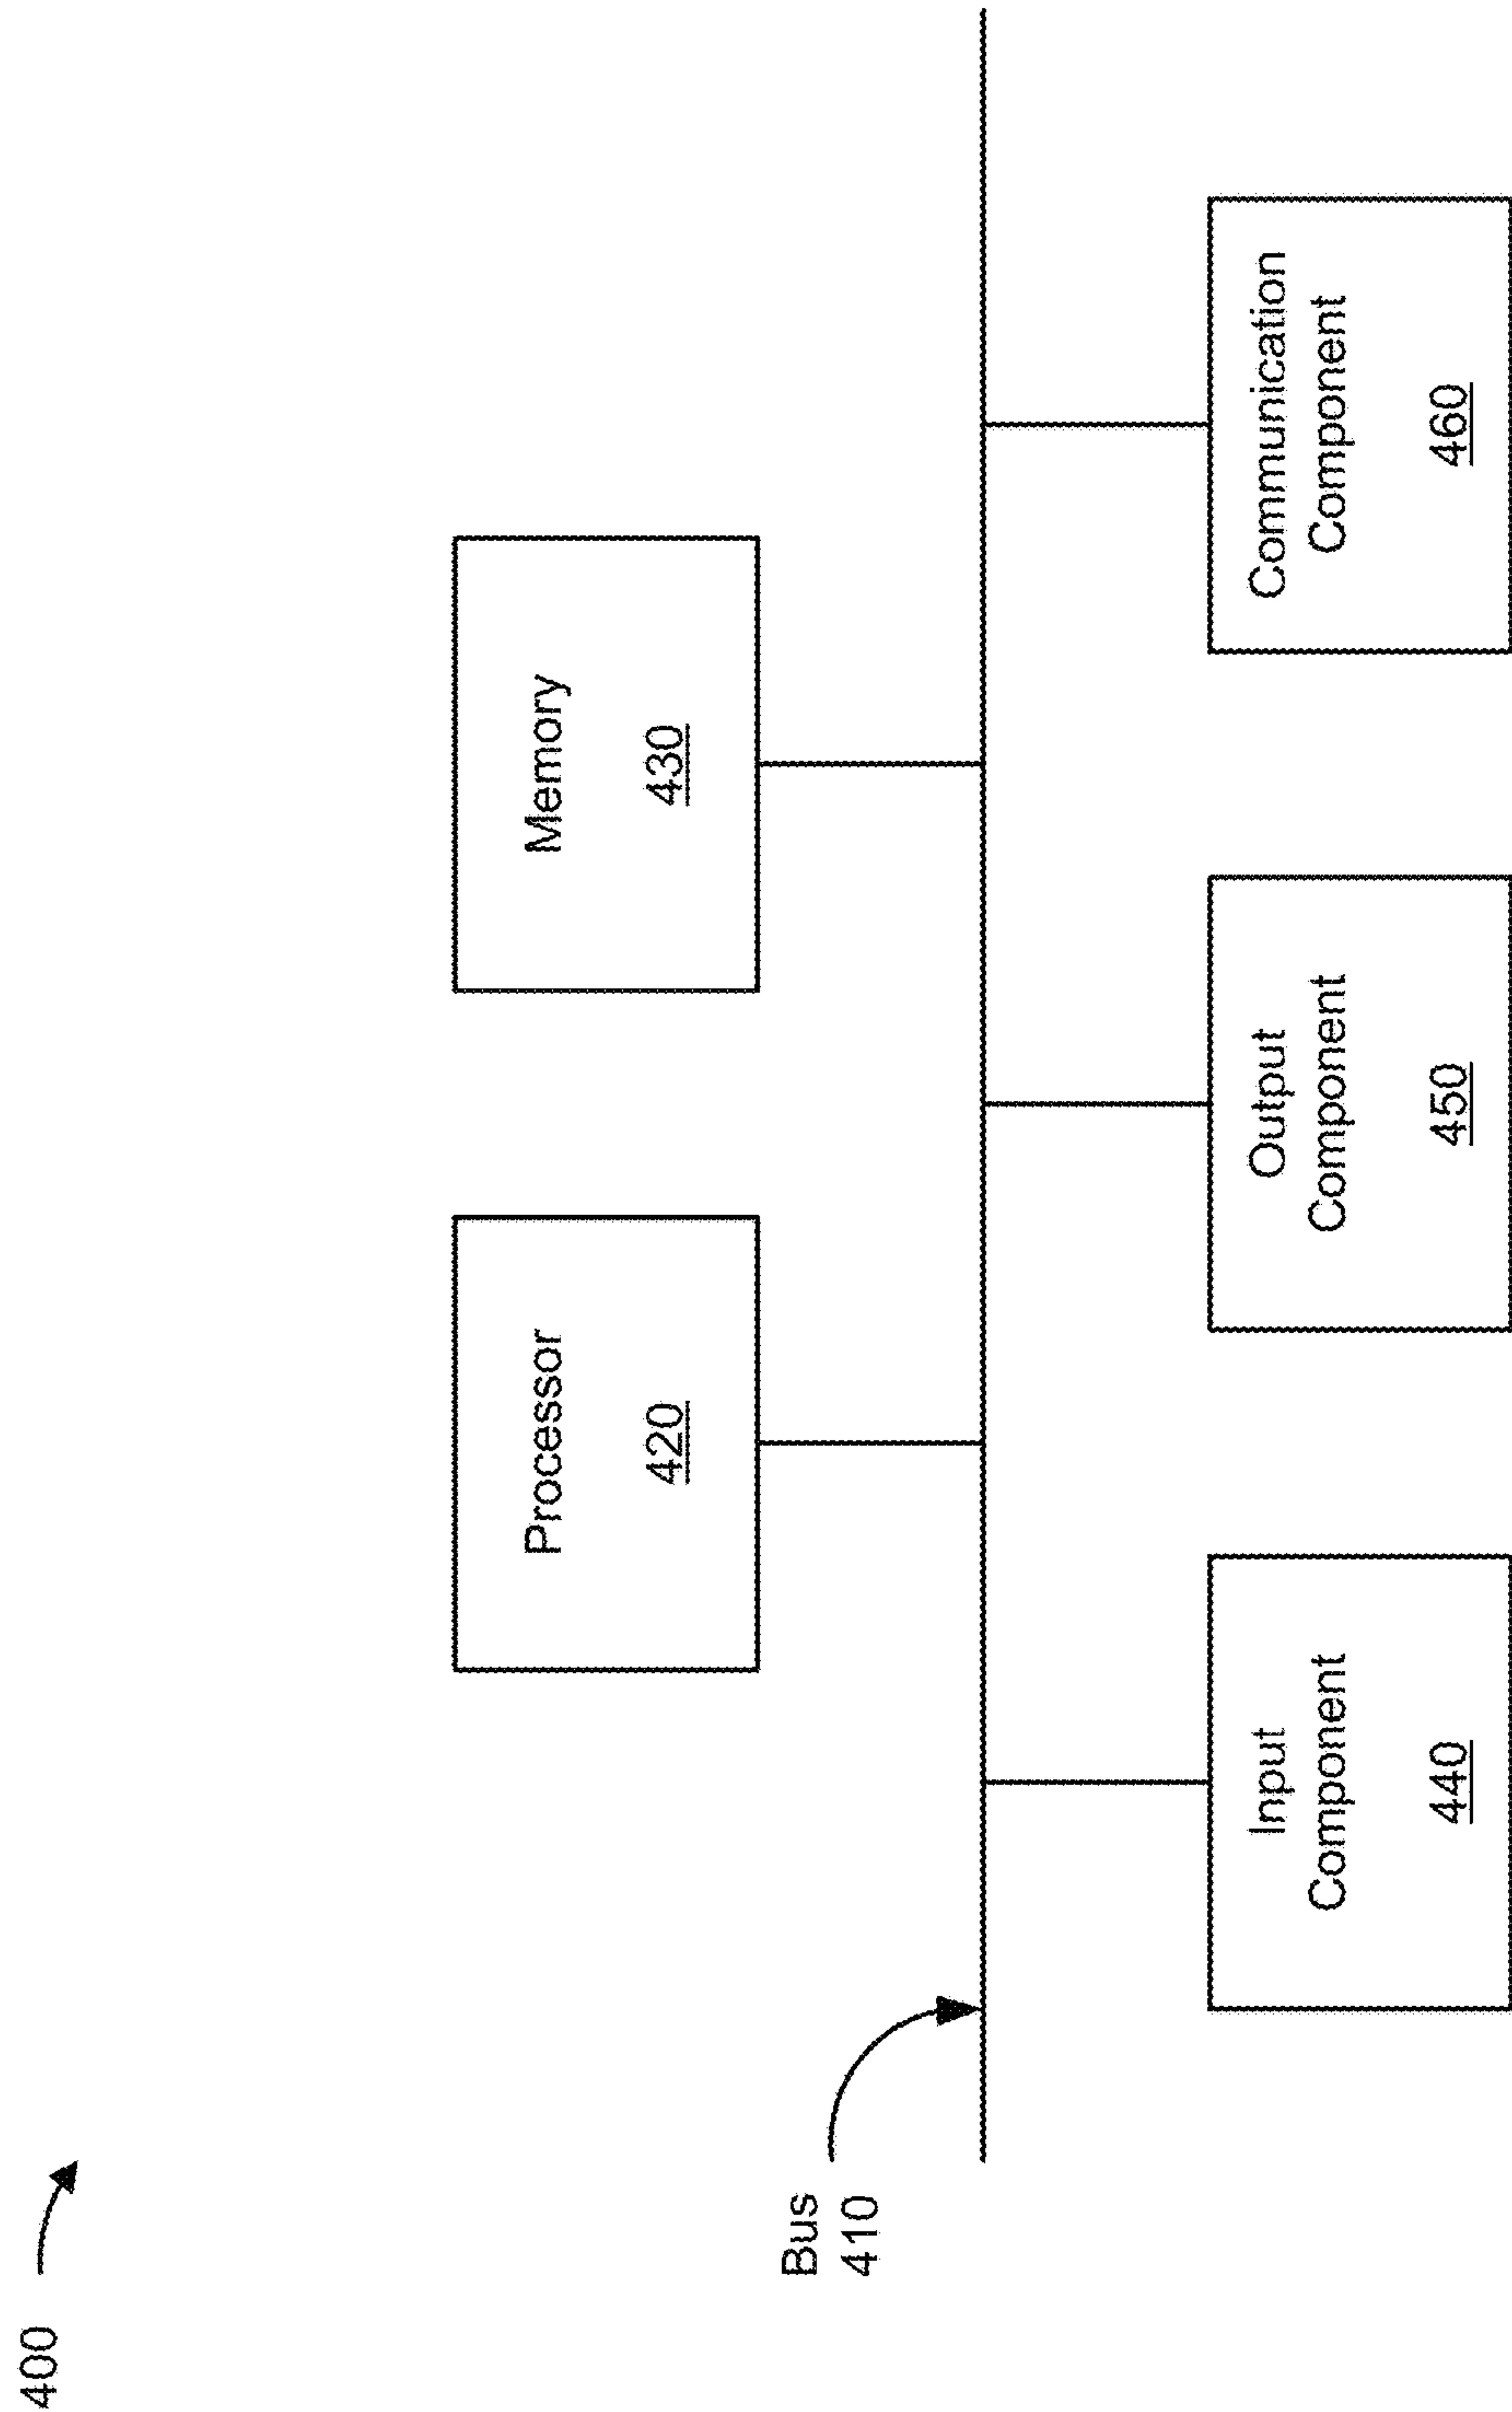 400
Processor
420
Memory
430
Bus
410
Input
Component
440
Output
Component
450
Communication
Component
460